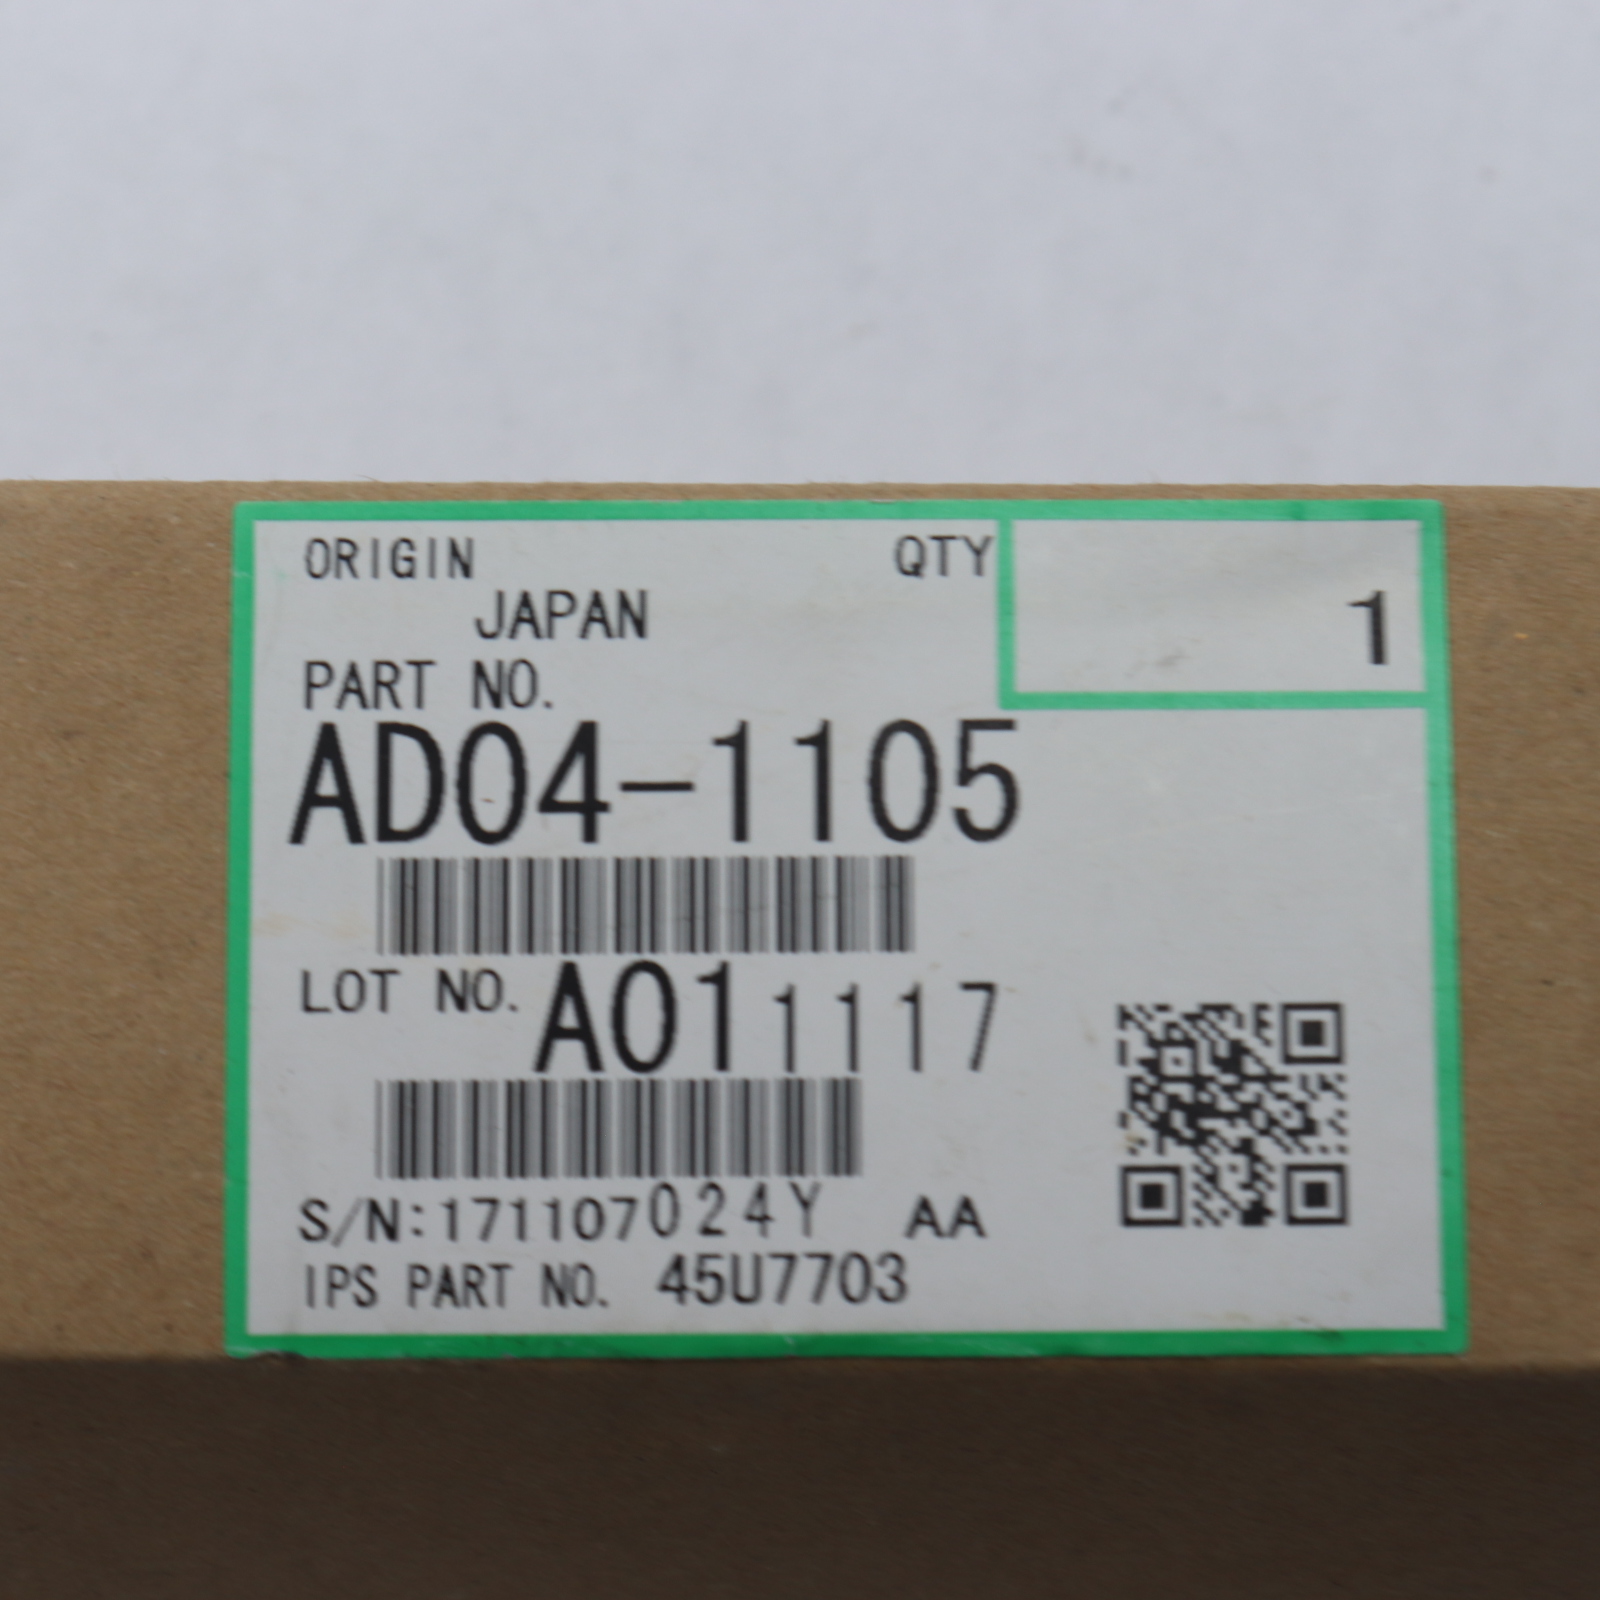 ORIGIN QTY
JAPAN 1
PART NO.
AD04-1105
LOT NO. A011117
S/N:171107024Y AA
IPS PART NO. 45U7703